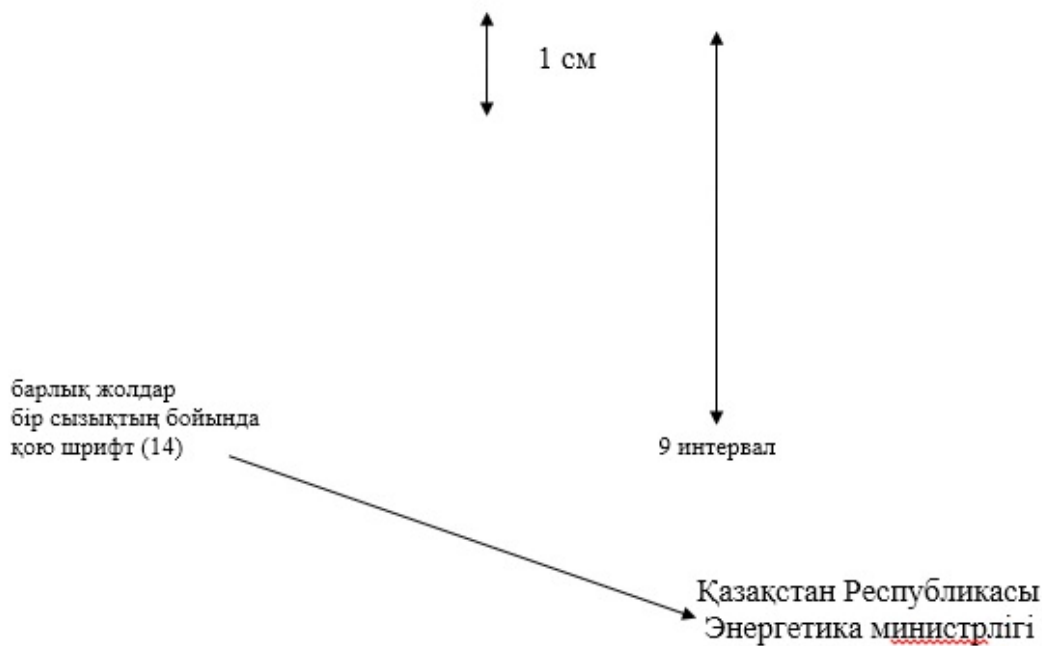 1 см
барлық жолдар
бір сызықтың бойында
қою шрифт (14)
9 интервал
Қазақстан Республикасы
Энергетика министрлігі